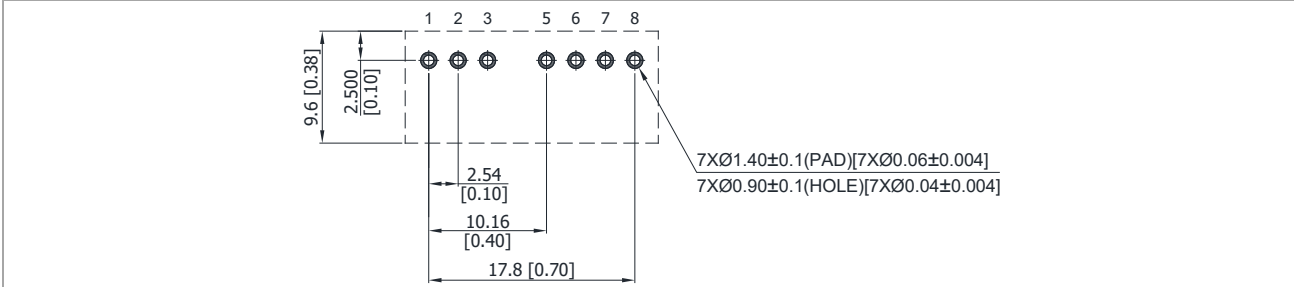 1 2 3 5 6 7 8
9.6 [0.38]
2.500
[0.10]
7XØ1.40±0.1(PAD)[7XØ0.06±0.004]
7XØ0.90±0.1(HOLE)[7XØ0.04±0.004]
2.54
[0.10]
10.16
[0.40]
17.8 [0.70]